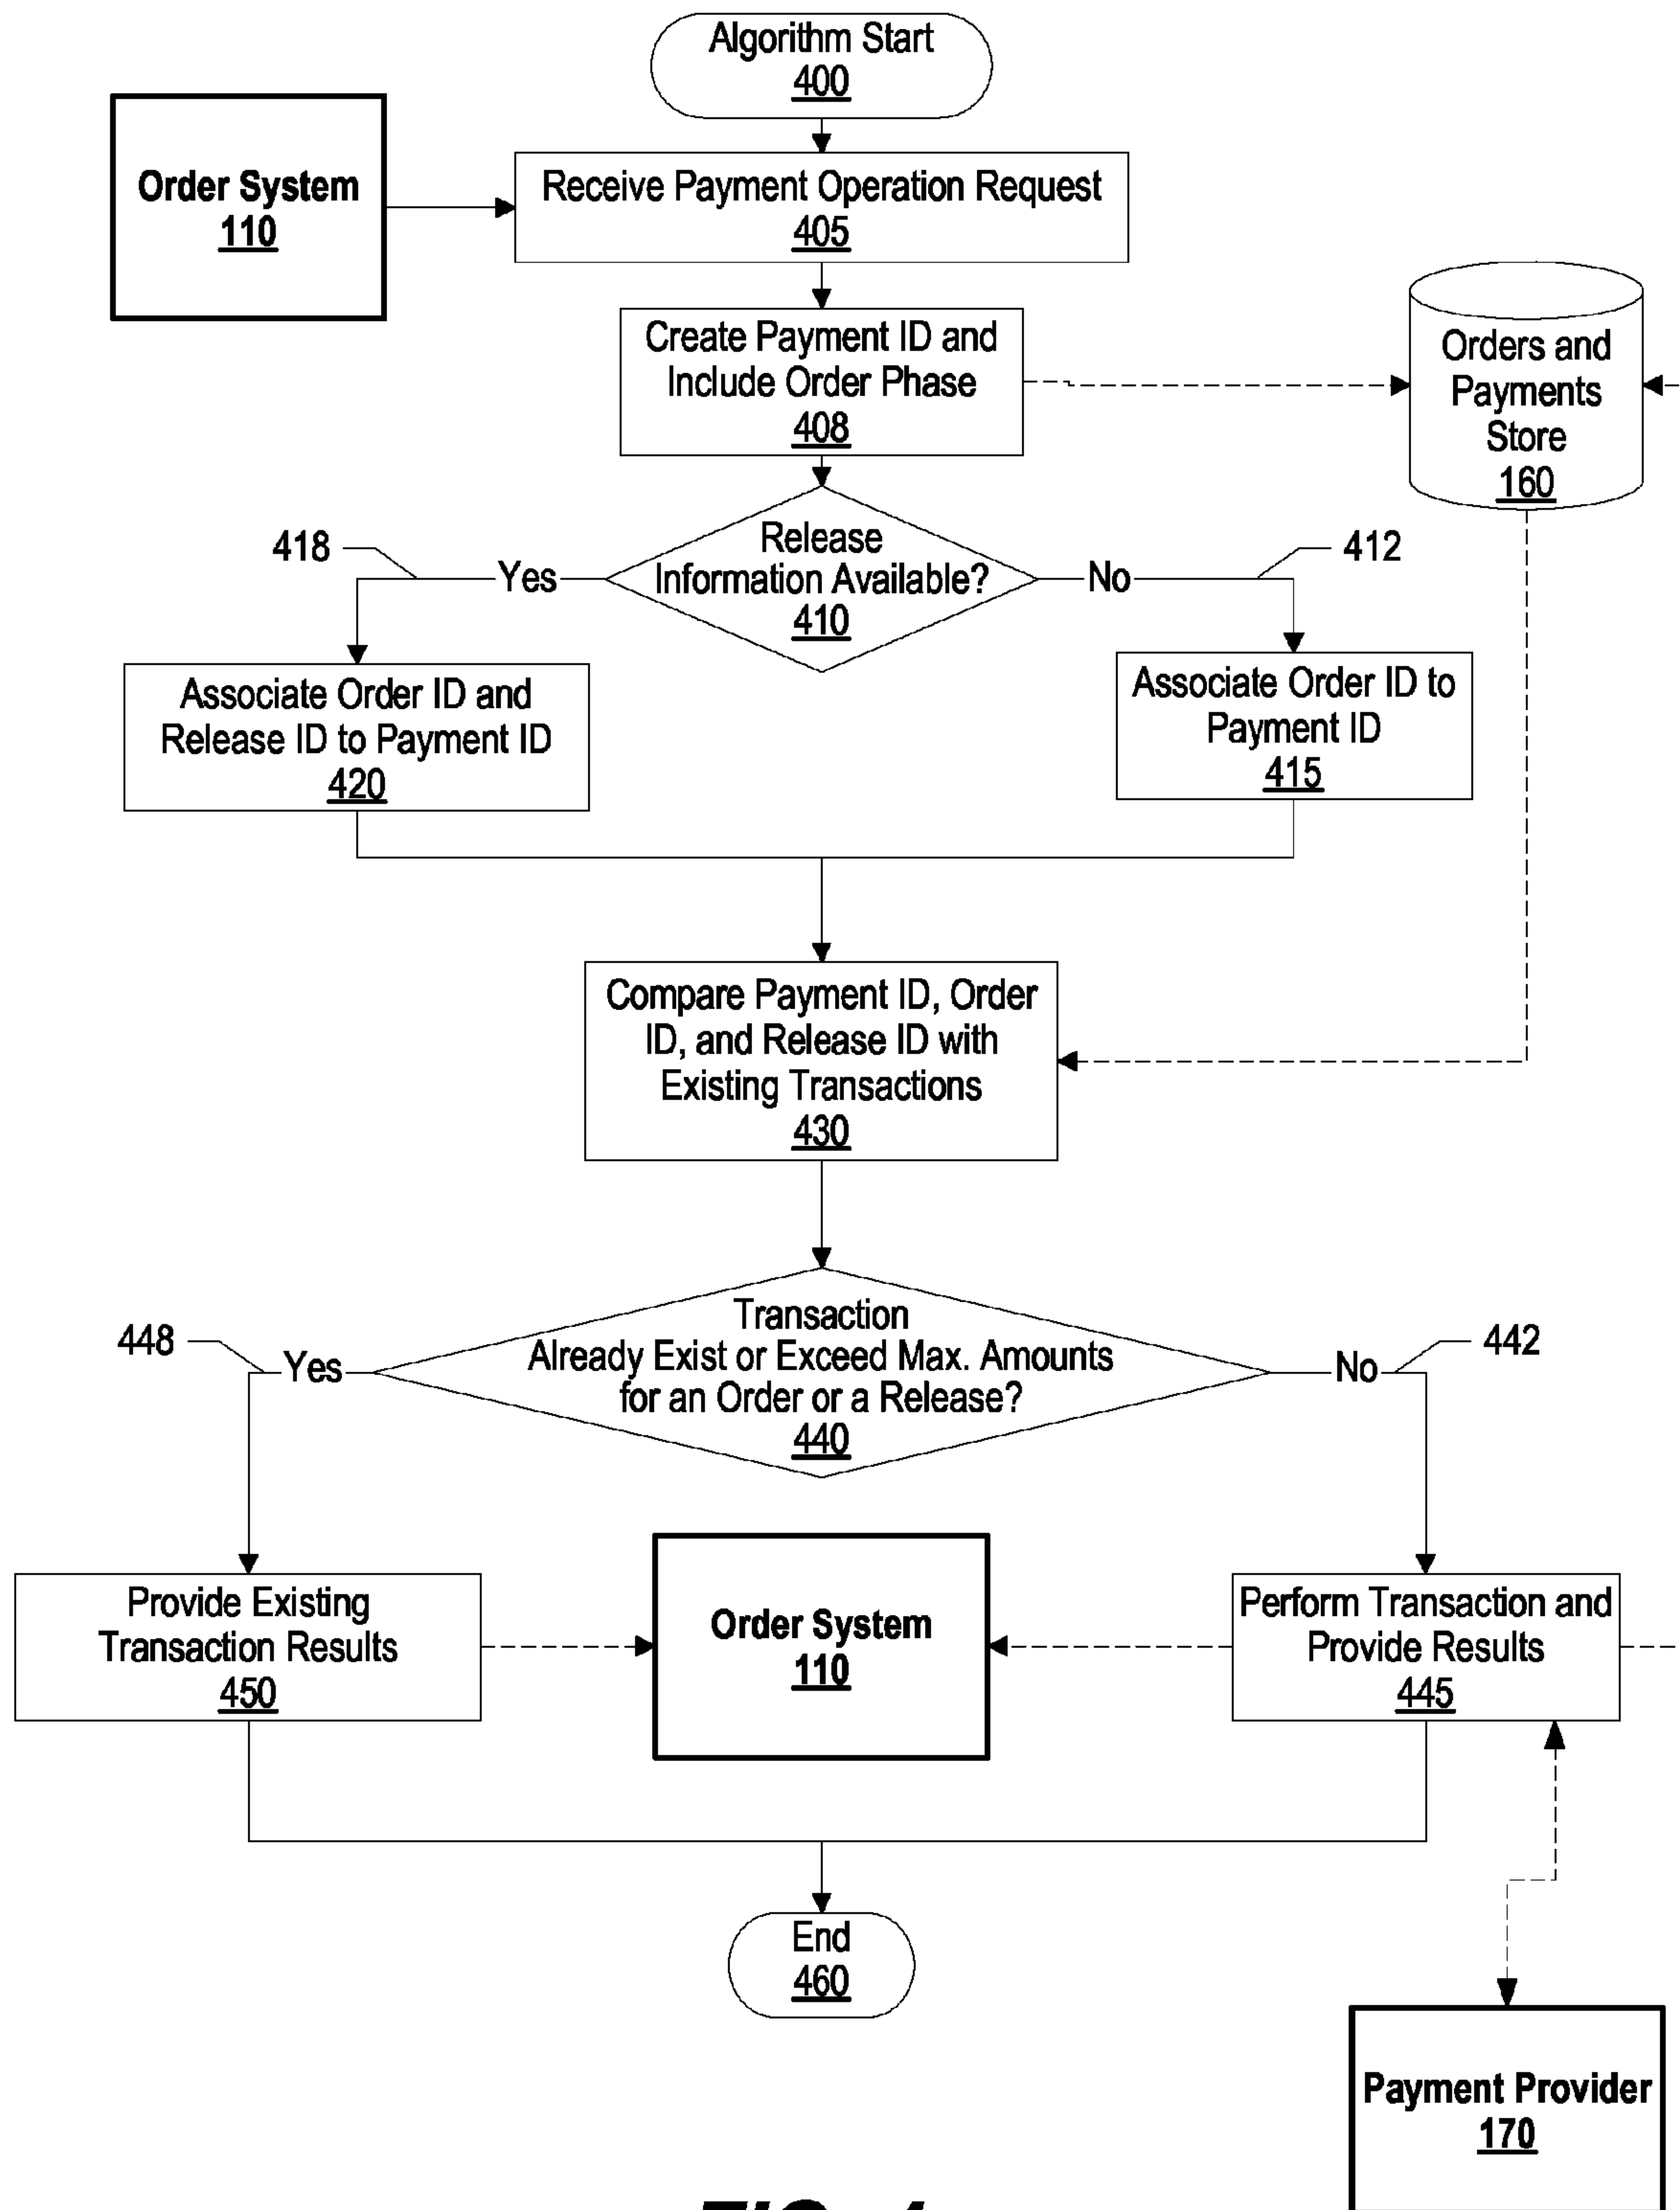 Algorithm Start
400
Order System
110
Receive Payment Operation Request
405
Create Payment ID and
Include Order Phase
408
Orders and
Payments
Store
160
Release
Information Available?
410
418
Yes
No
412
Associate Order ID and
Release ID to Payment ID
420
Associate Order ID to
Payment ID
415
Compare Payment ID, Order
ID, and Release ID with
Existing Transactions
430
Transaction
Already Exist or Exceed Max. Amounts
for an Order or a Release?
440
448
Yes
No
442
Provide Existing
Transaction Results
450
Order System
110
Perform Transaction and
Provide Results
445
End
460
Payment Provider
170